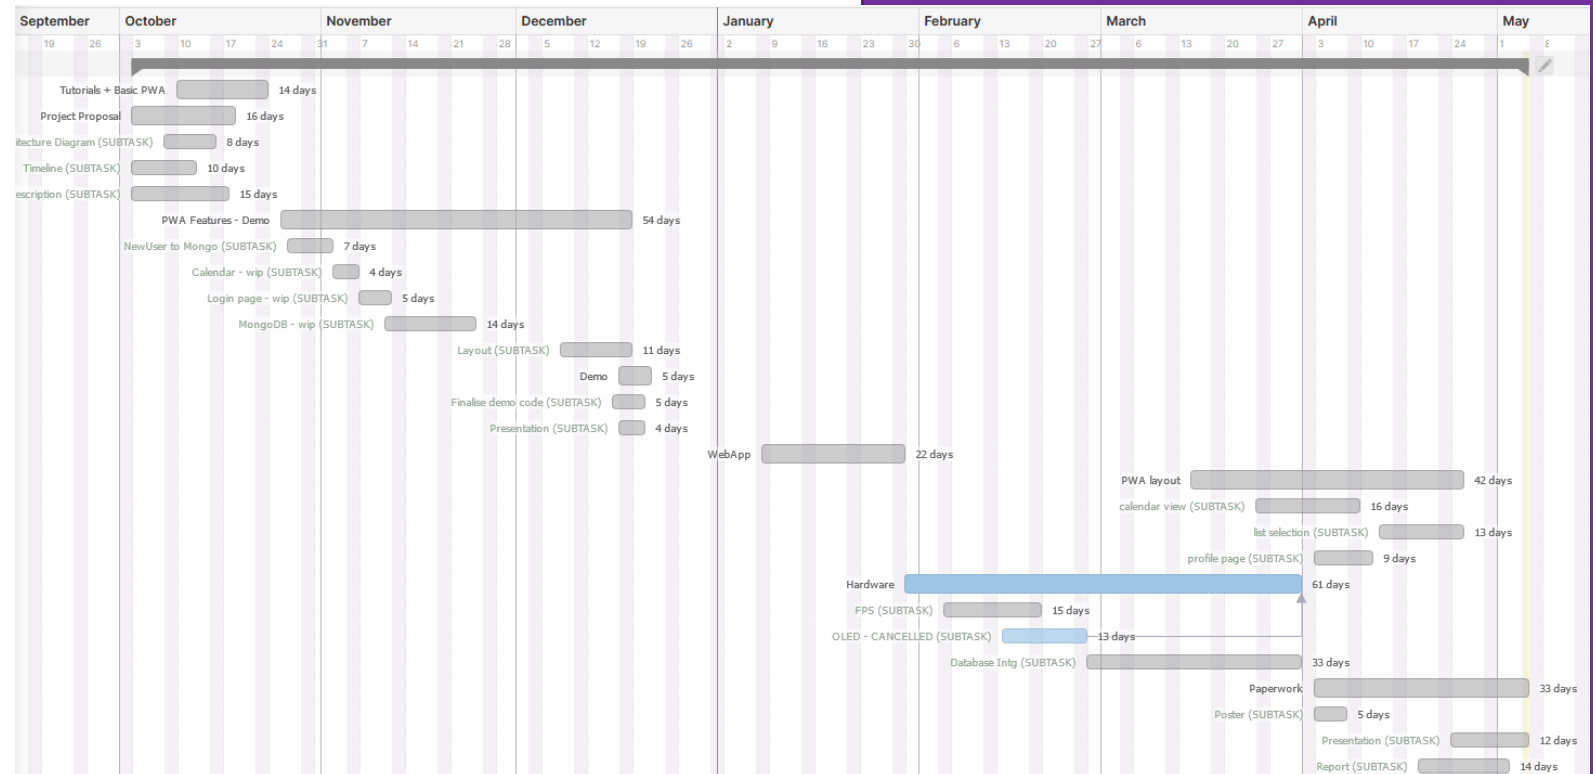 September October November December January February March April May
19 26 3 10 17 24 31 7 14 21 28 5 12 19 26 2 9 16 23 30 6 13 20 27 6 13 20 27 3 10 17 24 1 8
Tutorials + Basic PWA 14 days
Project Proposal 16 days
itecture Diagram (SUBTASK) 8 days
Timeline (SUBTASK) 10 days
escription (SUBTASK) 15 days
PWA Features - Demo 54 days
NewUser to Mongo (SUBTASK) 7 days
Calendar - wip (SUBTASK) 4 days
Login page - wip (SUBTASK) 5 days
MongoDB - wip (SUBTASK) 14 days
Layout (SUBTASK) 11 days
Demo 5 days
Finalise demo code (SUBTASK) 5 days
Presentation (SUBTASK) 4 days
WebApp 22 days
PWA layout 42 days
calendar view (SUBTASK) 16 days
list selection (SUBTASK) 13 days
profile page (SUBTASK) 9 days
Hardware 61 days
FPS (SUBTASK) 15 days
OLED - CANCELLED (SUBTASK) 13 days
Database Intg (SUBTASK) 33 days
Paperwork 33 days
Poster (SUBTASK) 5 days
Presentation (SUBTASK) 12 days
Report (SUBTASK) 14 days